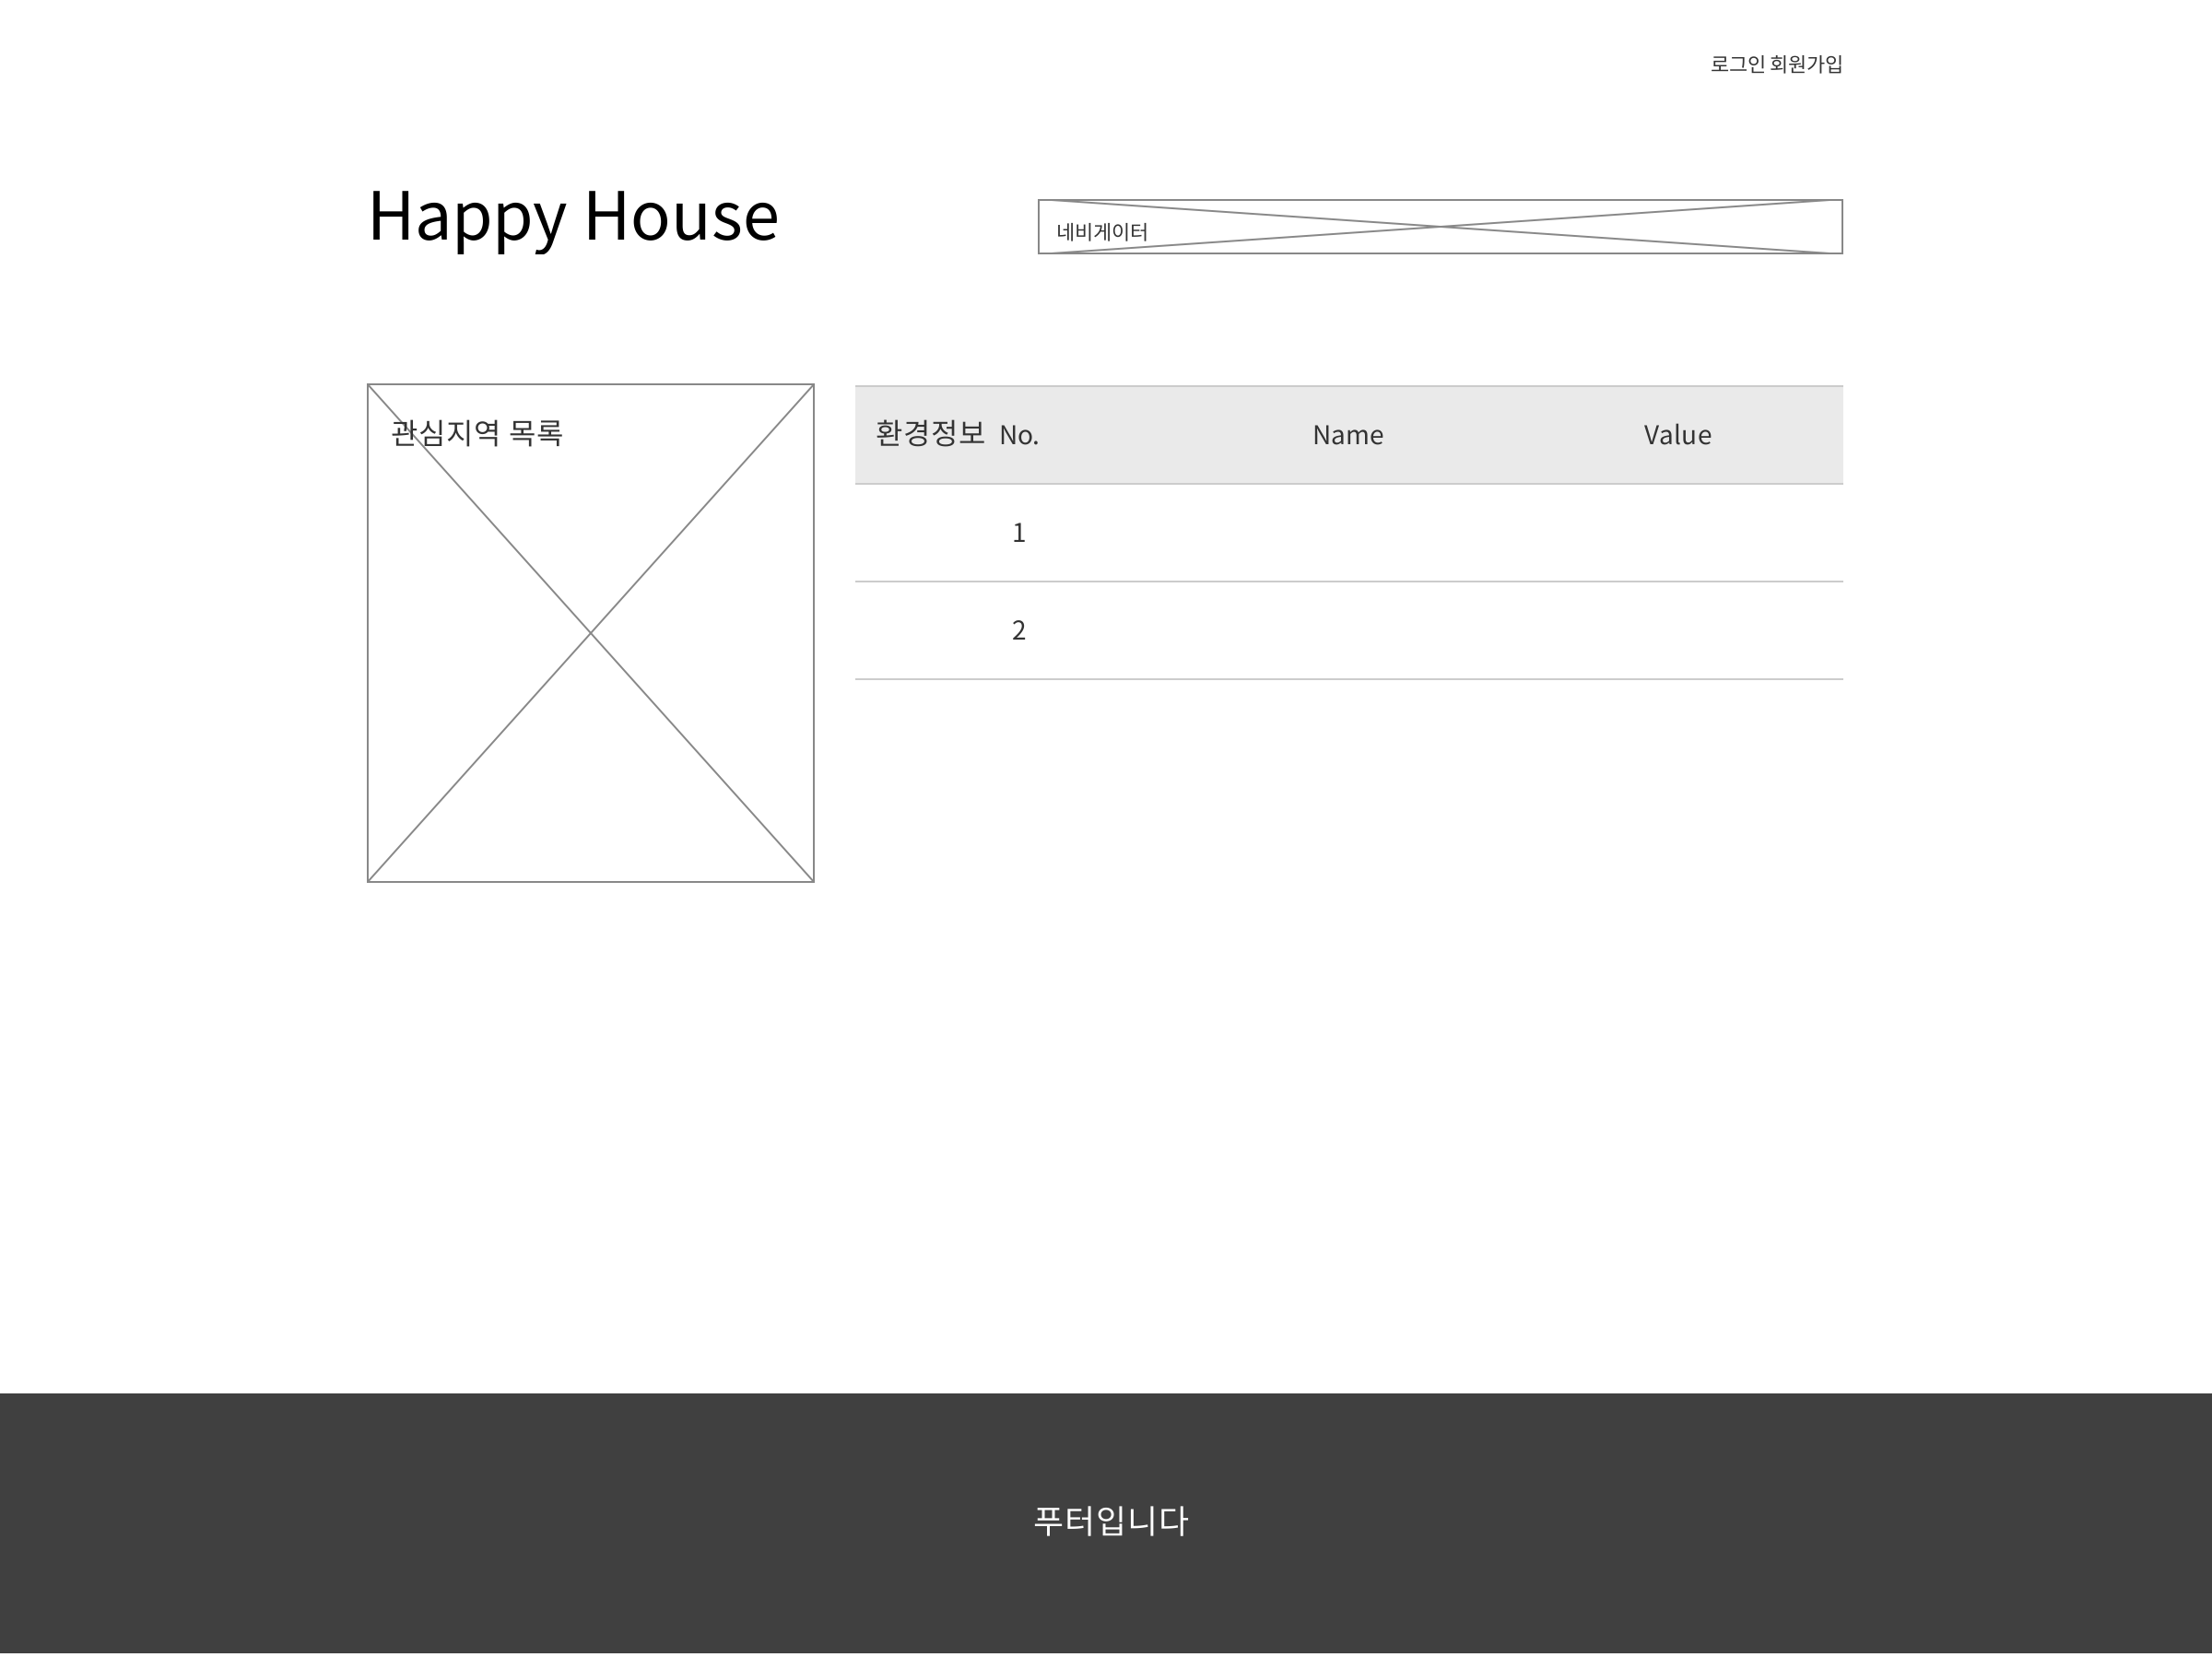 로그인 회원가입
Happy House
네비게이터
관심지역 목록
환경정보 No. Name Value
1
2
푸터입니다